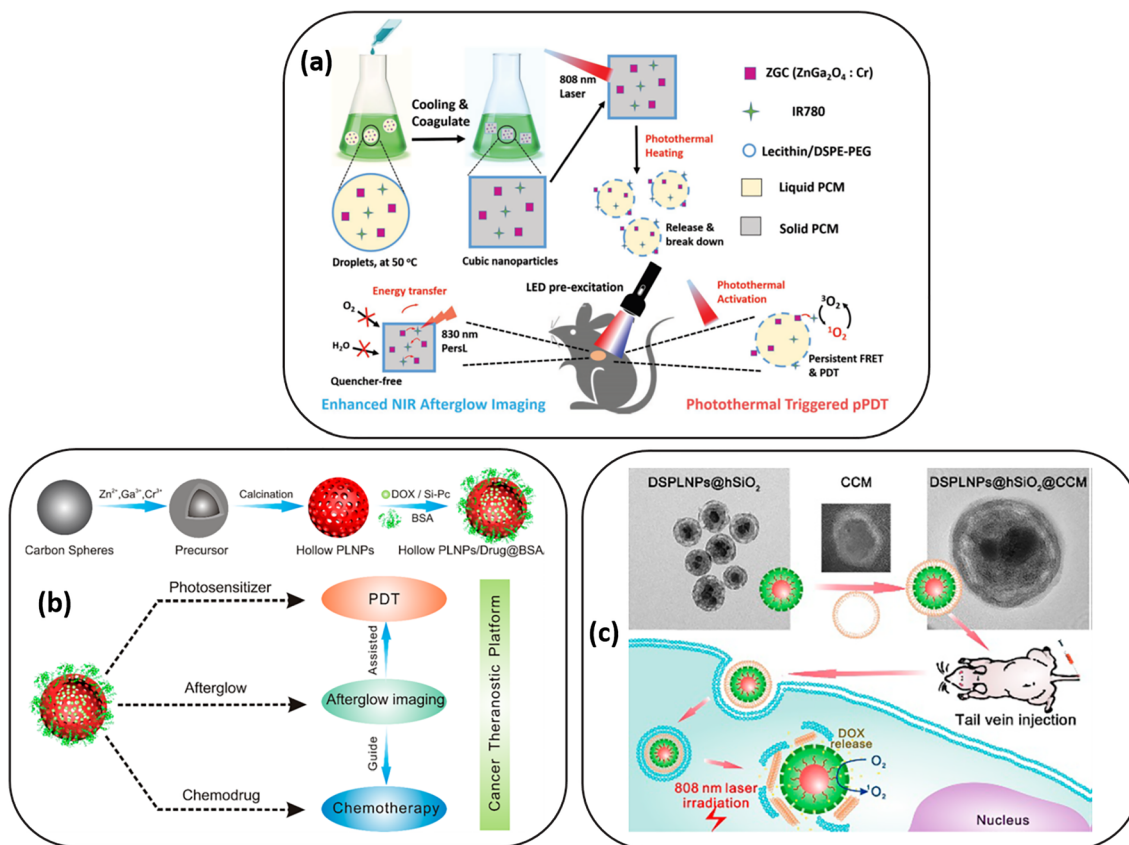 (a)
Cooling &
Coagulate
808 nm
Laser
ZGC (ZnGa₂O₄ : Cr)
IR780
Photothermal
Heating
Lecithin/DSPE-PEG
Liquid PCM
Solid PCM
Release &
break down
Droplets, at 50 °C
Cubic nanoparticles
LED pre-excitation
Photothermal
Activation
Energy transfer
O₂
H₂O
830 nm
PersL
³O₂
¹O₂
Quencher-free
Persistent FRET
& PDT
Enhanced NIR Afterglow Imaging
Photothermal Triggered pPDT
Zn²⁺,Ga³⁺,Cr³⁺
Calcination
DOX / Si-Pc
BSA
Carbon Spheres
Precursor
Hollow PLNPs
Hollow PLNPs/Drug@BSA
(b)
Photosensitizer
PDT
Assisted
Afterglow
Afterglow imaging
Guide
Chemodrug
Chemotherapy
Cancer Theranostic Platform
DSPLNPs@hSiO₂
CCM
DSPLNPs@hSiO₂@CCM
(c)
Tail vein injection
DOX
release
O₂
¹O₂
808 nm laser
irradiation
Nucleus